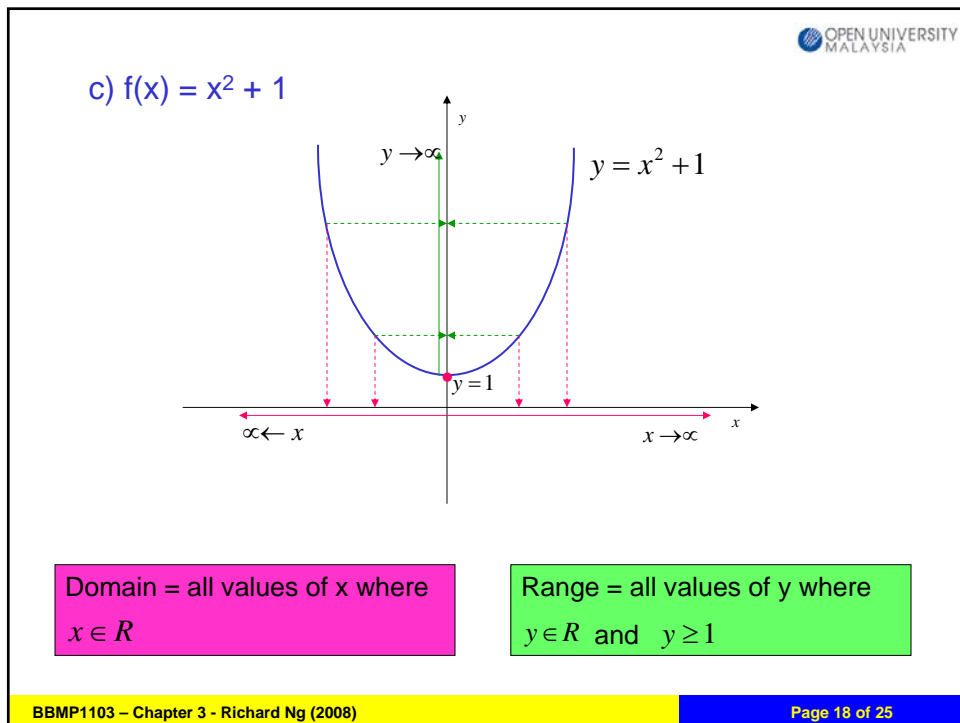 OPEN UNIVERSITY
MALAYSIA
c) f(x) = x² + 1
y
y →∝
y = x² + 1
y = 1
∝← x
x →∝
x
Domain = all values of x where
x ∈ R
Range = all values of y where
y ∈ R and y ≥ 1
BBMP1103 – Chapter 3 - Richard Ng (2008)
Page 18 of 25